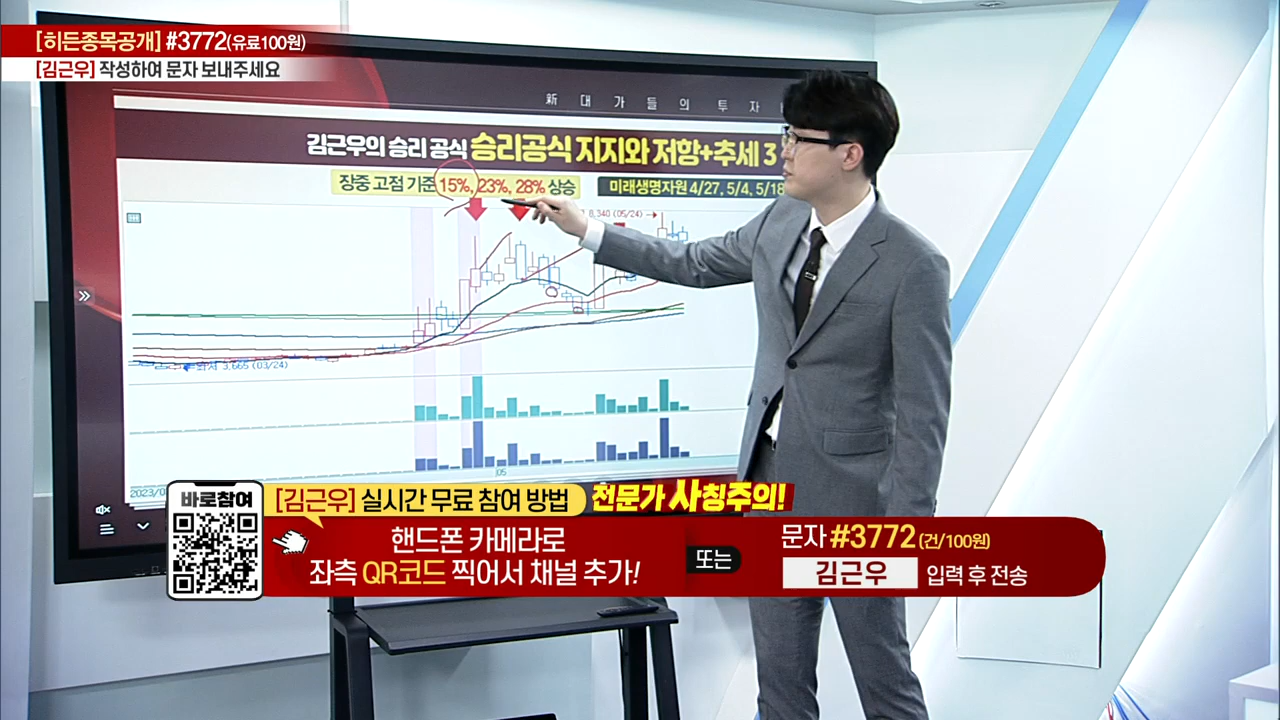 [히든종목공개] #3772(유료100원)
[김근우] 작성하여 문자 보내주세요
新 대 가 들 의 투 자
김근우의 승리 공식 승리공식 지지와 저항+추세 3
장중 고점 기준 15%, 23%, 28% 상승
미래생명자원 4/27, 5/4, 5/18
8,340 (05/24)
3,665 (03/24)
05
2023/0
바로참여
[김근우] 실시간 무료 참여 방법
전문가 사칭주의!
핸드폰 카메라로
좌측 QR코드 찍어서 채널 추가!
또는
문자 #3772 (건/100원)
김근우 입력 후 전송